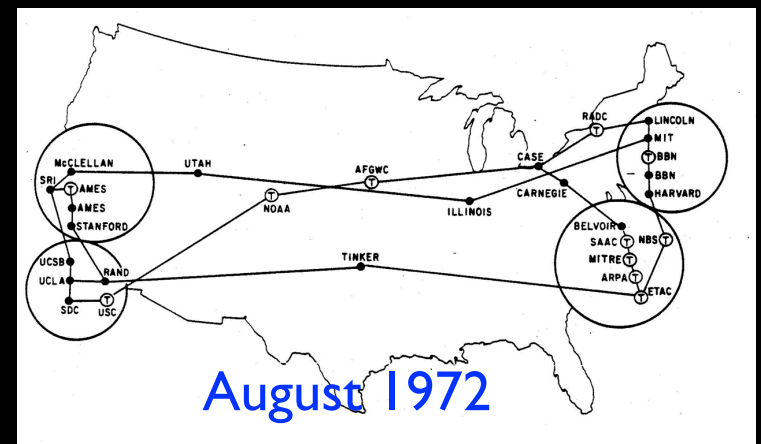 RADC
LINCOLN
MIT
T BBN
BBN
HARVARD
McCLELLAN
UTAH
AFGWC
CASE
SRI
T AMES
AMES
STANFORD
T
NOAA
T
ILLINOIS
CARNEGIE
T
BELVOIR
SAAC T
NBS T
MITRE T
ARPA T
T ETAC
UCSB
UCLA
RAND
SDC
T
USC
TINKER
August 1972